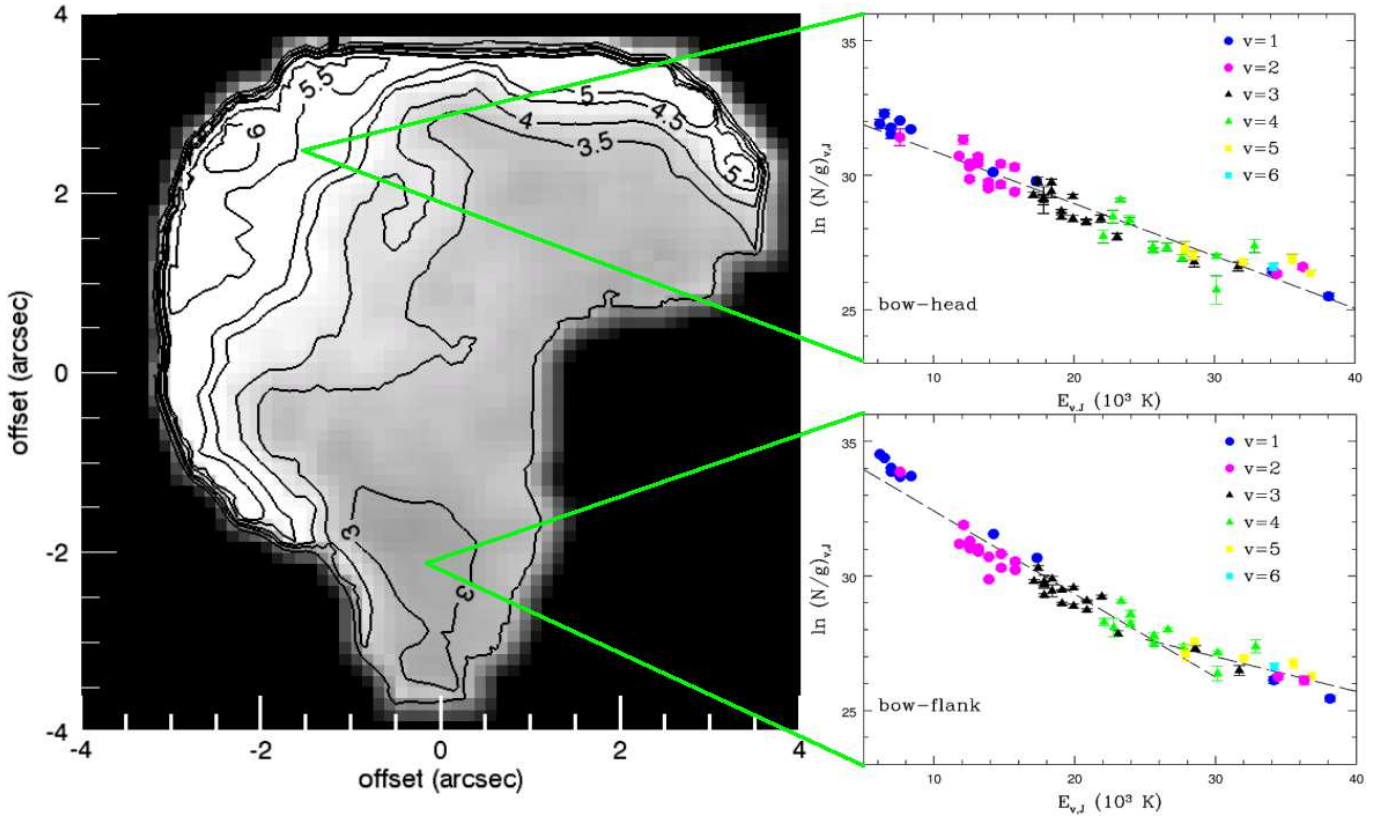 4
2
0
-2
-4
-4
-2
0
2
4
offset (arcsec)
offset (arcsec)
5.5
6
5
4.5
4
3.5
5
3
3
35
30
25
10
20
30
40
ln (N/g)v,J
Ev,J (10³ K)
bow-head
v=1
v=2
v=3
v=4
v=5
v=6
35
30
25
10
20
30
40
ln (N/g)v,J
Ev,J (10³ K)
bow-flank
v=1
v=2
v=3
v=4
v=5
v=6